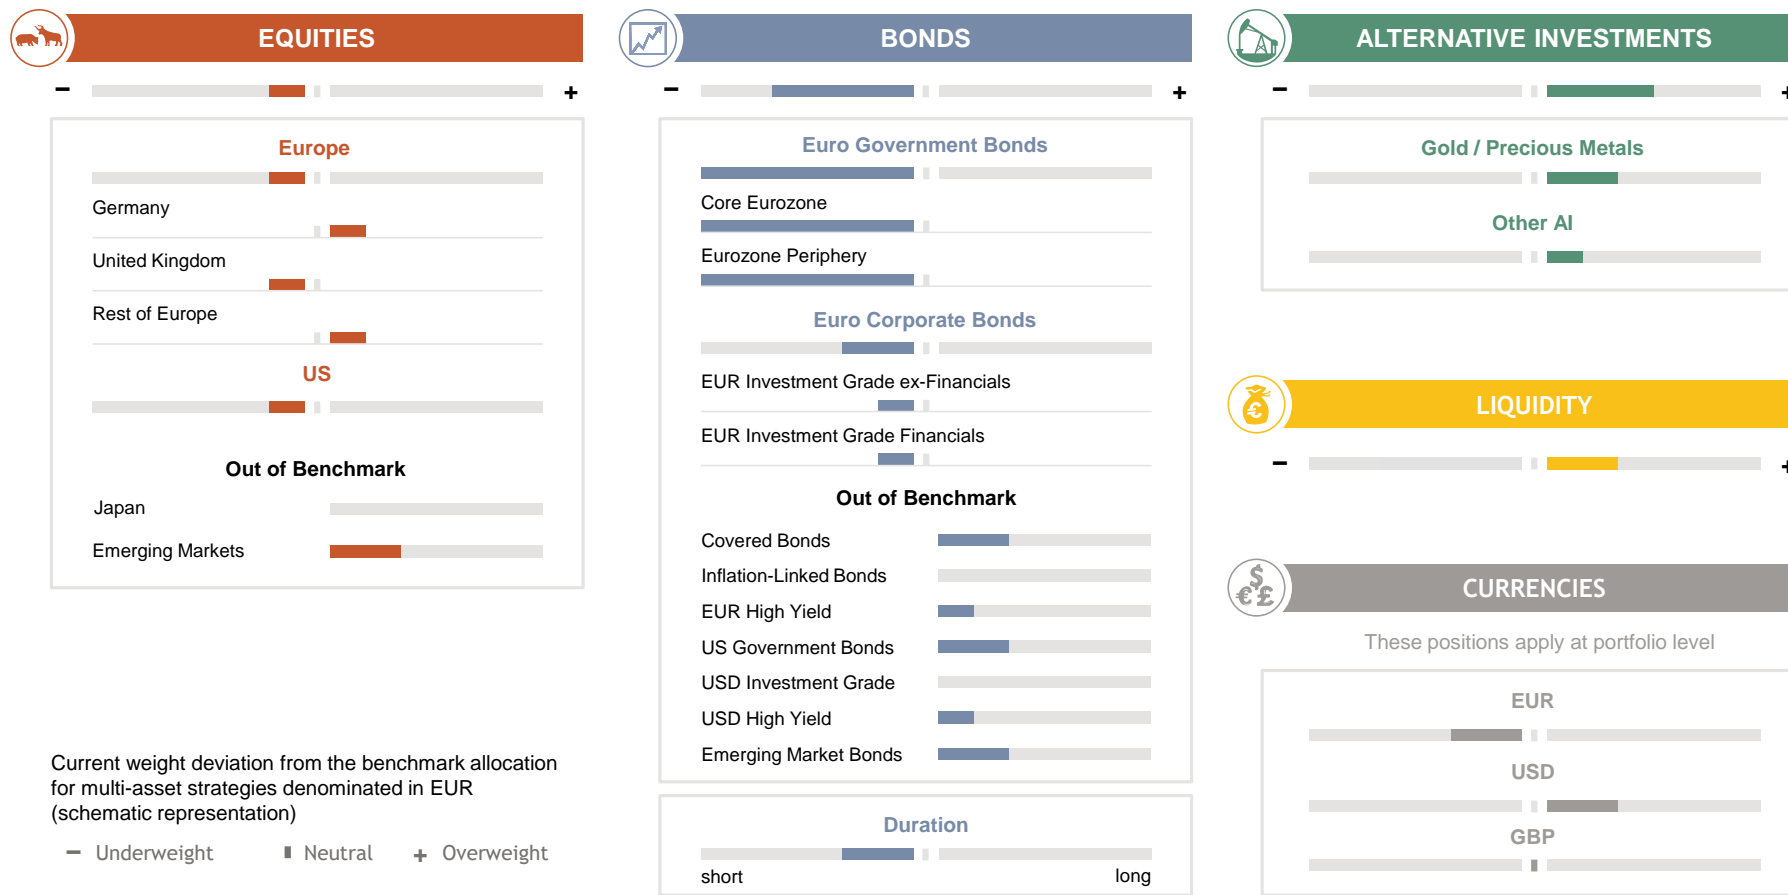 EQUITIES
– +
Europe
Germany
United Kingdom
Rest of Europe
US
Out of Benchmark
Japan
Emerging Markets
Current weight deviation from the benchmark allocation
for multi-asset strategies denominated in EUR
(schematic representation)
– Underweight Neutral + Overweight
BONDS
– +
Euro Government Bonds
Core Eurozone
Eurozone Periphery
Euro Corporate Bonds
EUR Investment Grade ex-Financials
EUR Investment Grade Financials
Out of Benchmark
Covered Bonds
Inflation-Linked Bonds
EUR High Yield
US Government Bonds
USD Investment Grade
USD High Yield
Emerging Market Bonds
Duration
short long
ALTERNATIVE INVESTMENTS
– +
Gold / Precious Metals
Other AI
€
LIQUIDITY
– +
$
€£
CURRENCIES
These positions apply at portfolio level
EUR
USD
GBP